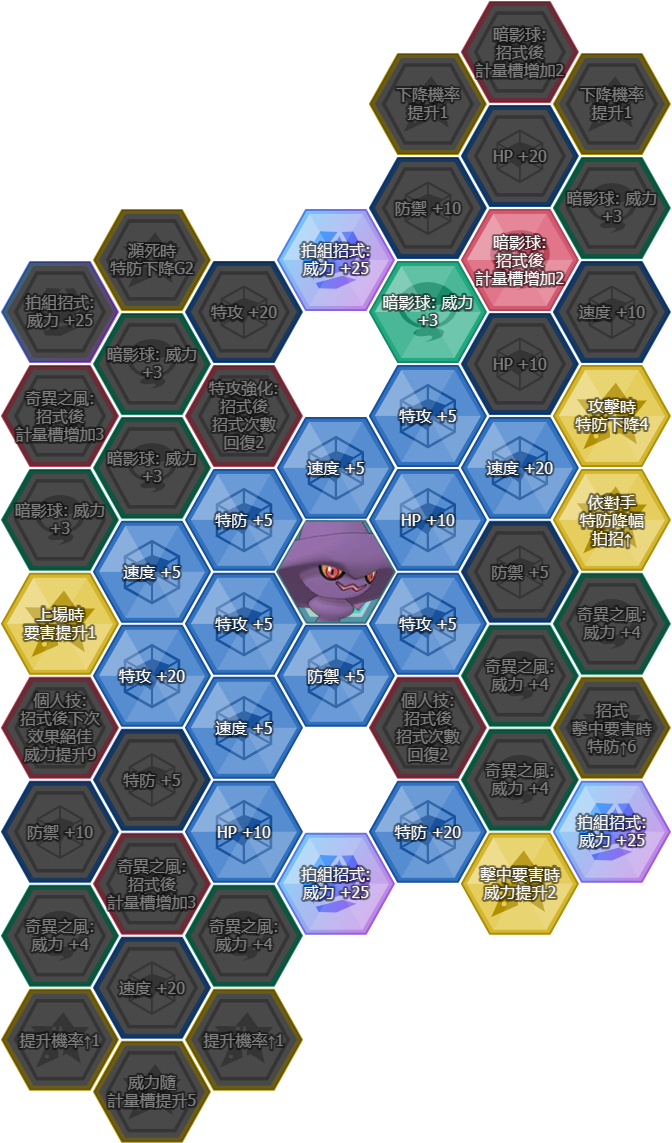 暗影球:
招式後
計量槽增加2
下降機率
提升1
下降機率
提升1
HP +20
防禦 +10
暗影球: 威力
+3
瀕死時
特防下降G2
拍組招式:
威力 +25
暗影球:
招式後
計量槽增加2
拍組招式:
威力 +25
特攻 +20
暗影球: 威力
+3
速度 +10
暗影球: 威力
+3
HP +10
奇異之風:
招式後
計量槽增加3
特攻強化:
招式後
招式次數
回復2
特攻 +5
攻擊時
特防下降4
暗影球: 威力
+3
速度 +5
速度 +20
暗影球: 威力
+3
特防 +5
HP +10
依對手
特防降幅
拍招↑
速度 +5
防禦 +5
上場時
要害提升1
特攻 +5
特攻 +5
奇異之風:
威力 +4
特攻 +20
防禦 +5
奇異之風:
威力 +4
個人技:
招式後下次
效果絕佳
威力提升9
速度 +5
個人技:
招式後
招式次數
回復2
招式
擊中要害時
特防↑6
特防 +5
奇異之風:
威力 +4
防禦 +10
HP +10
特防 +20
拍組招式:
威力 +25
奇異之風:
招式後
計量槽增加3
拍組招式:
威力 +25
擊中要害時
威力提升2
奇異之風:
威力 +4
奇異之風:
威力 +4
速度 +20
提升機率↑1
提升機率↑1
威力隨
計量槽提升5